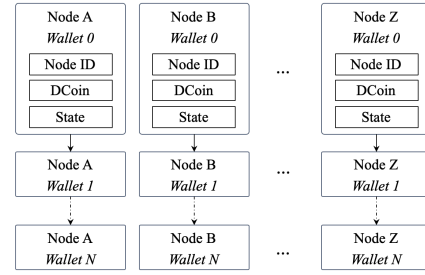 Node A
Wallet 0
Node ID
DCoin
State
Node B
Wallet 0
Node ID
DCoin
State
...
Node Z
Wallet 0
Node ID
DCoin
State
Node A
Wallet 1
Node B
Wallet 1
...
Node Z
Wallet 1
Node A
Wallet N
Node B
Wallet N
...
Node Z
Wallet N